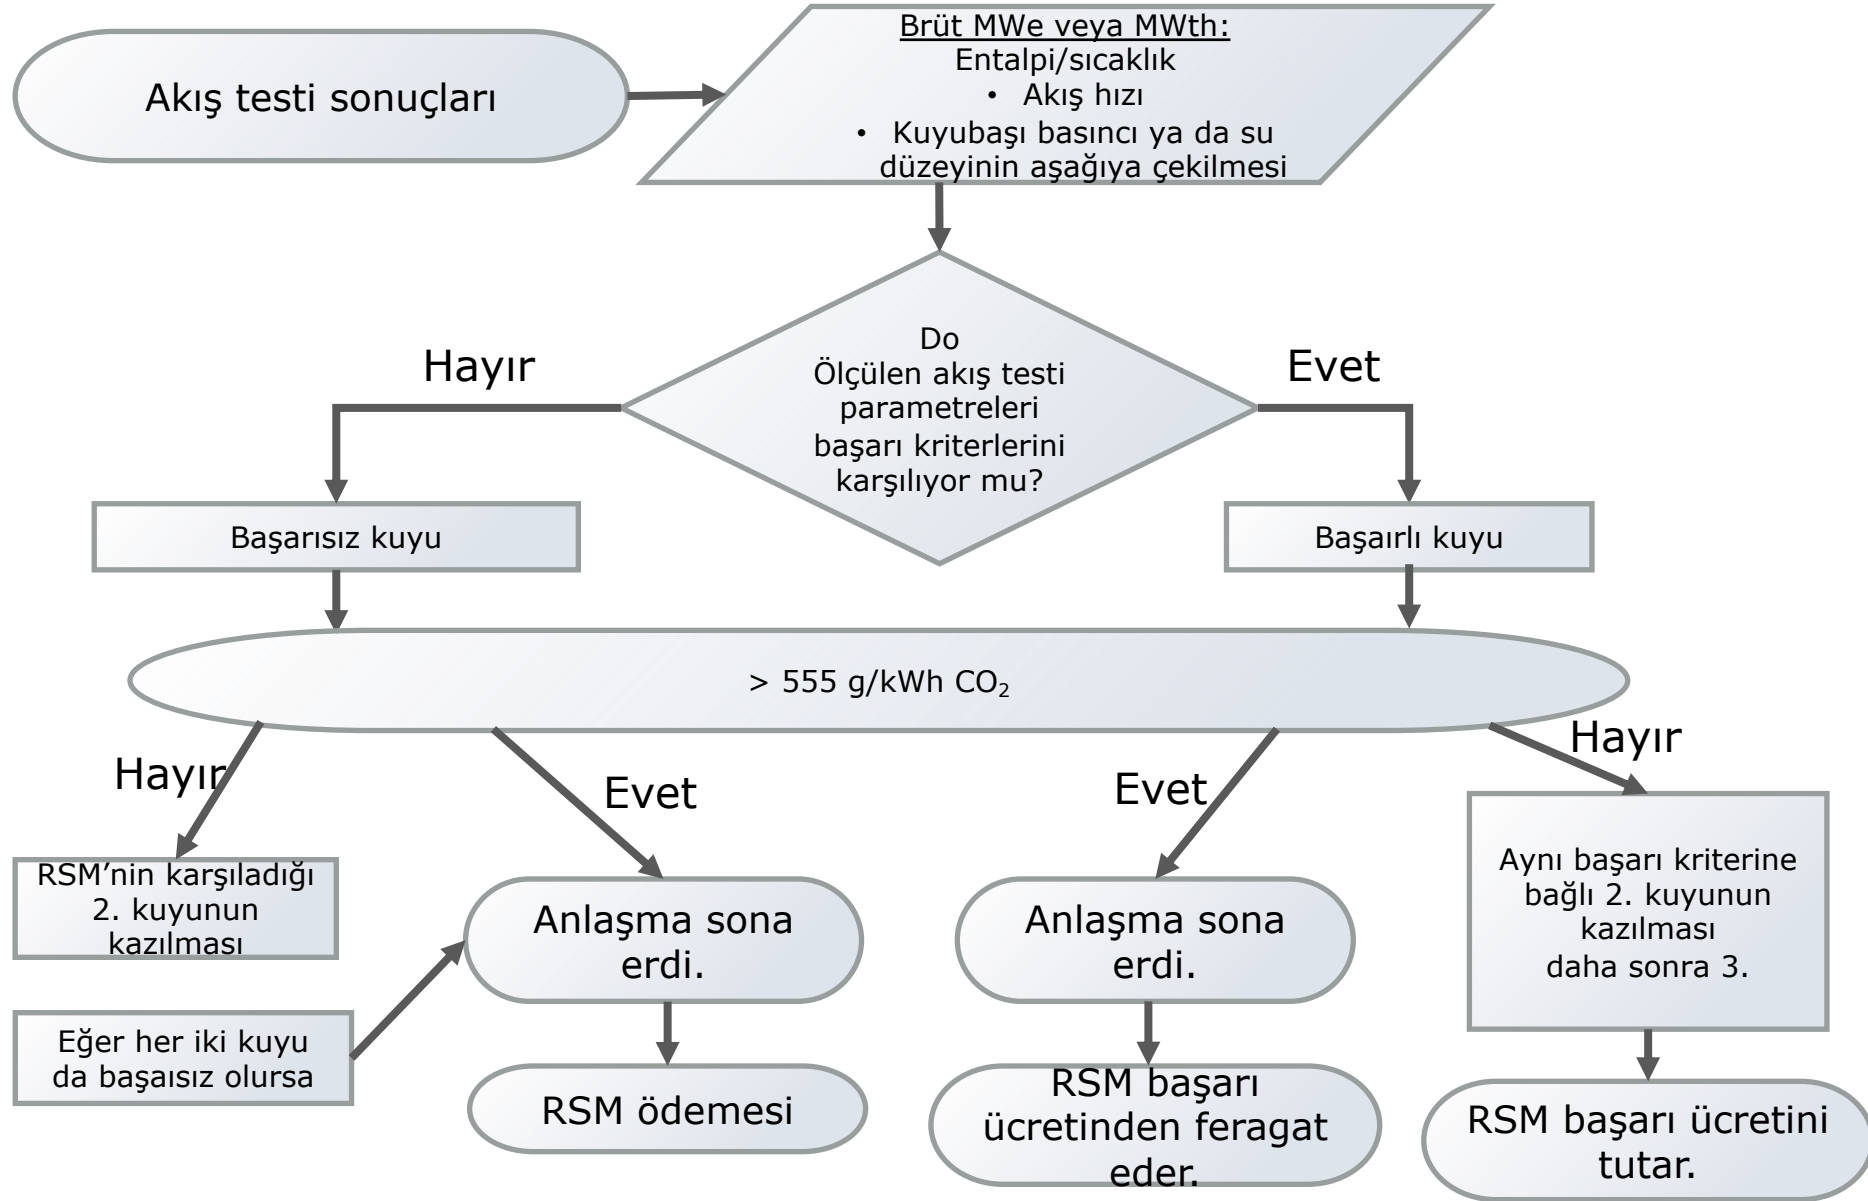 Akış testi sonuçları
Brüt MWe veya MWth:
Entalpi/sıcaklık
• Akış hızı
• Kuyubaşı basıncı ya da su
düzeyinin aşağıya çekilmesi
Do
Ölçülen akış testi
parametreleri
başarı kriterlerini
karşılıyor mu?
Hayır
Evet
Başarısız kuyu
Başaırlı kuyu
> 555 g/kWh CO₂
Hayır
Evet
Evet
Hayır
RSM’nin karşıladığı
2. kuyunun
kazılması
Anlaşma sona
erdi.
Anlaşma sona
erdi.
Aynı başarı kriterine
bağlı 2. kuyunun
kazılması
daha sonra 3.
Eğer her iki kuyu
da başaısız olursa
RSM ödemesi
RSM başarı
ücretinden feragat
eder.
RSM başarı ücretini
tutar.